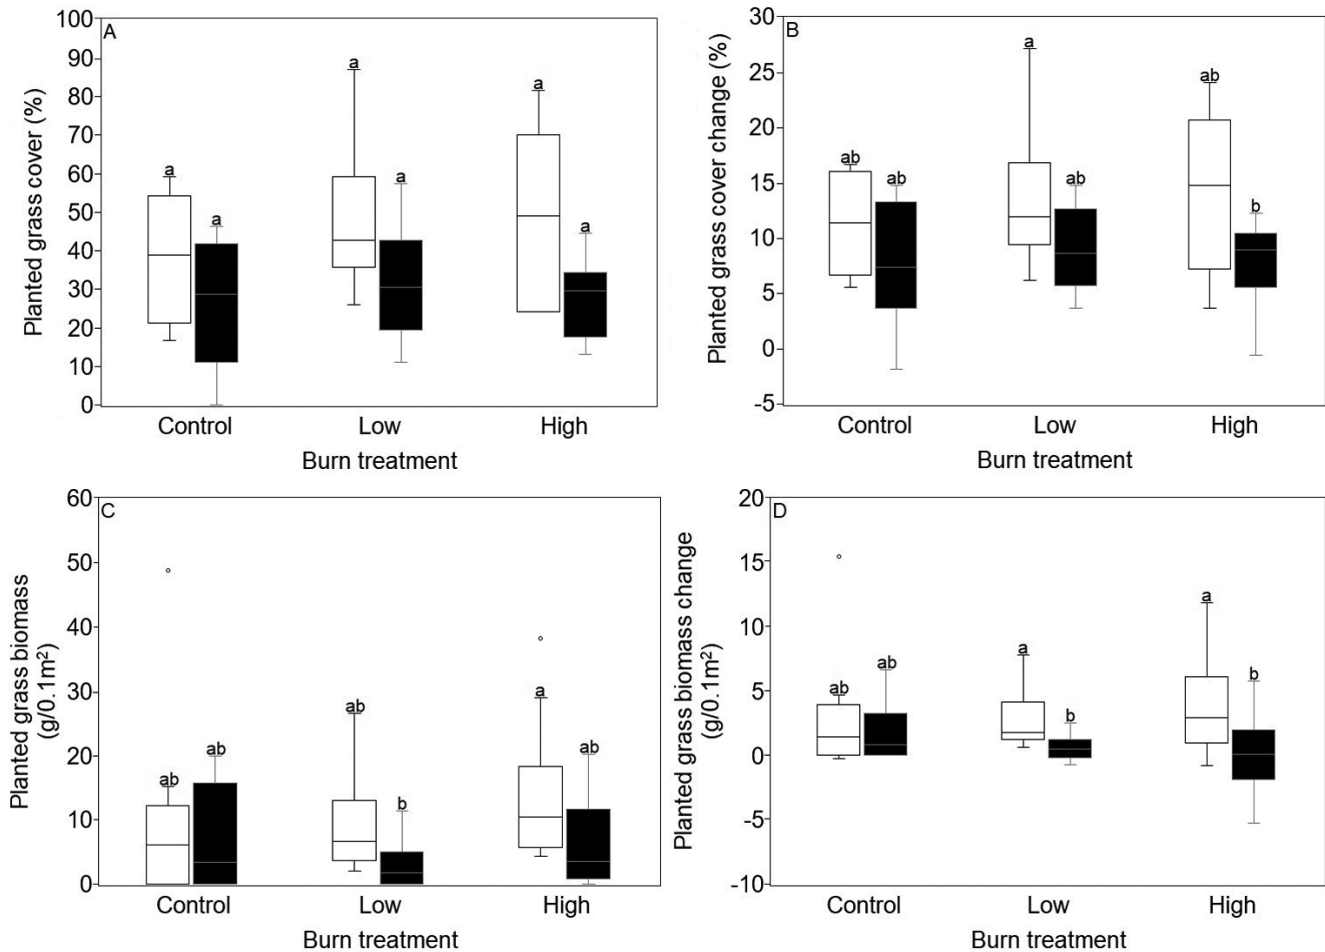 A
Planted grass cover (%)
100
90
80
70
60
50
40
30
20
10
0
a
a
a
a
a
a
Control
Low
High
Burn treatment
B
Planted grass cover change (%)
30
25
20
15
10
5
0
-5
ab
ab
a
ab
ab
b
Control
Low
High
Burn treatment
C
Planted grass biomass
(g/0.1m²)
60
50
40
30
20
10
0
ab
ab
ab
b
a
ab
Control
Low
High
Burn treatment
D
Planted grass biomass change
(g/0.1m²)
20
15
10
5
0
-5
-10
ab
ab
a
b
a
b
Control
Low
High
Burn treatment